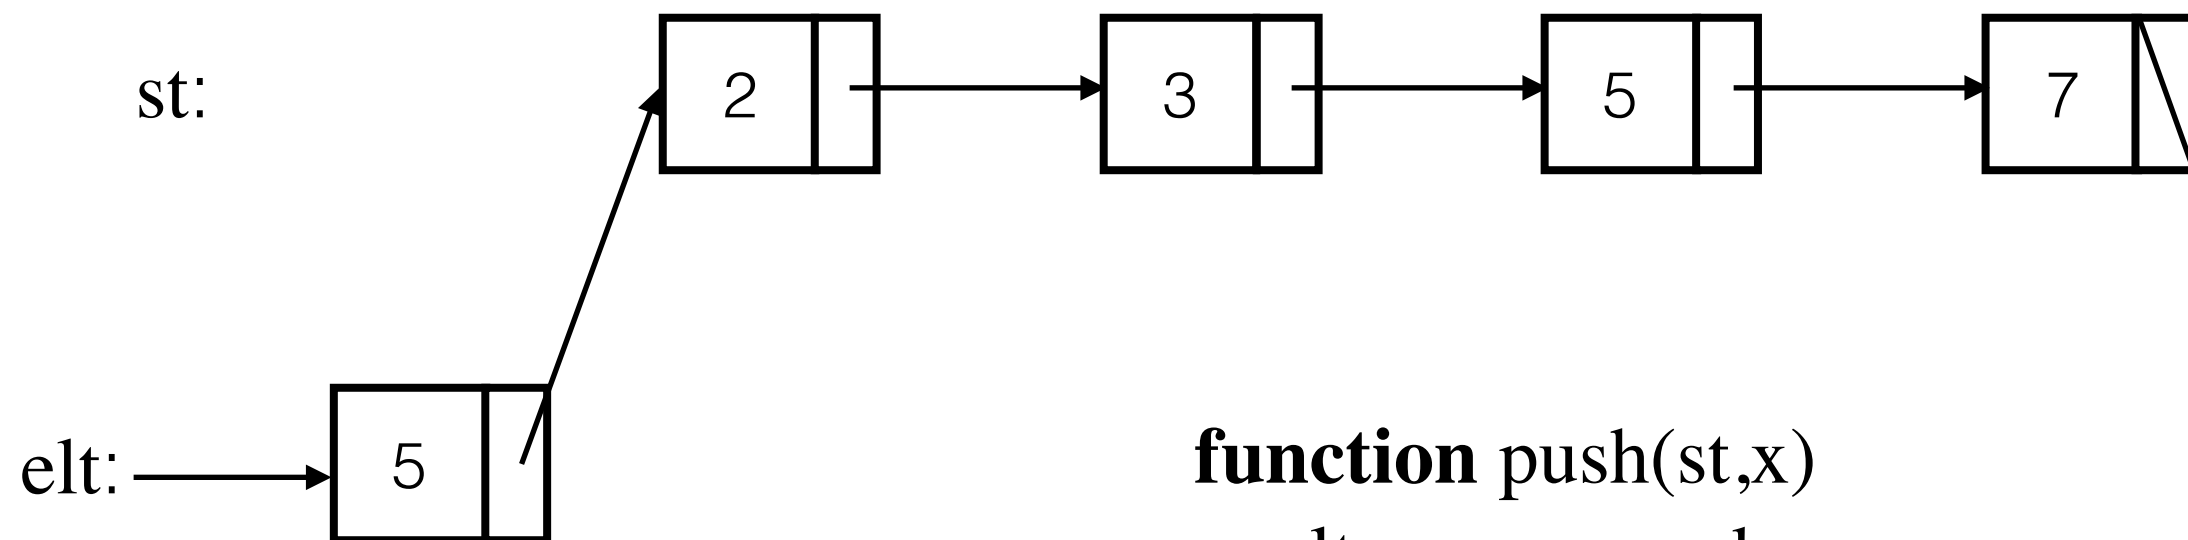 st: 2 3 5 7
elt: 5
function push(st,x)